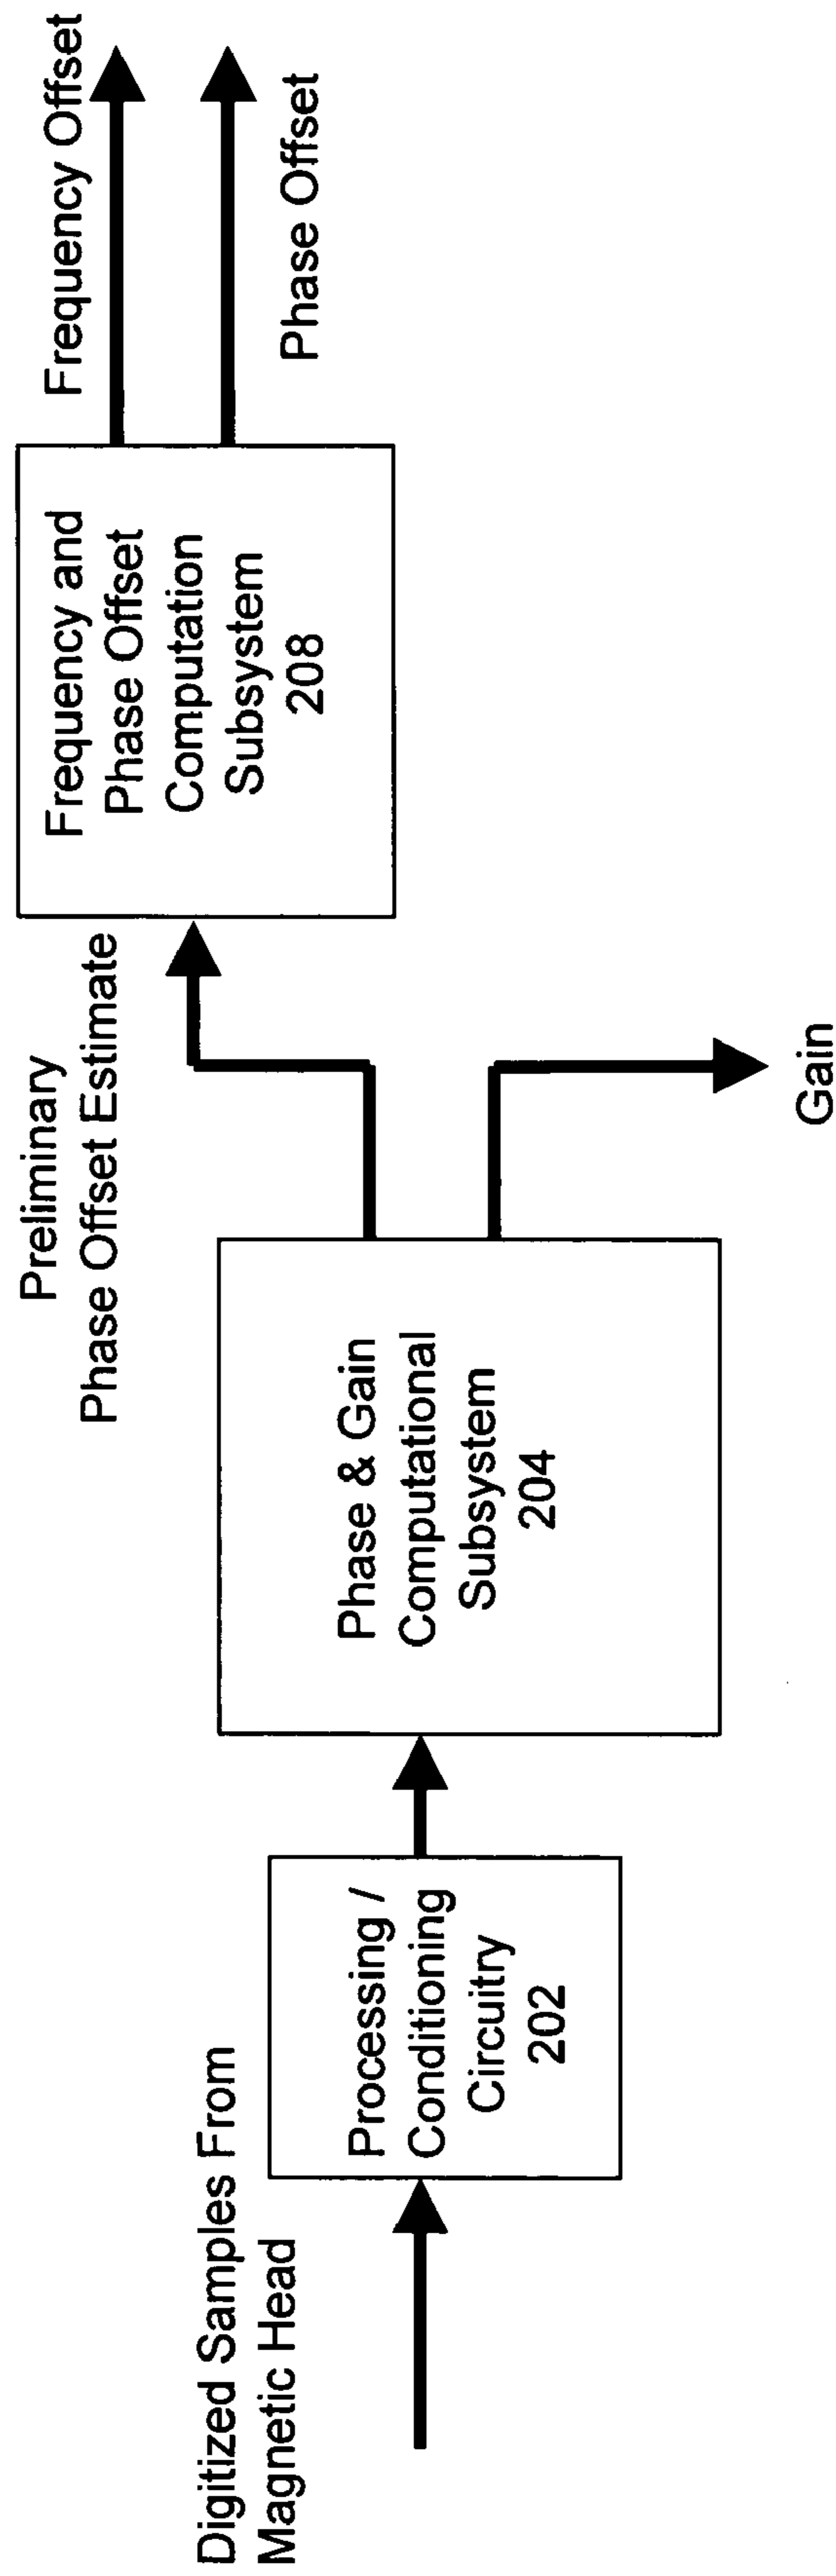 Digitized Samples From
Magnetic Head
Processing /
Conditioning
Circuitry
202
Phase & Gain
Computational
Subsystem
204
Preliminary
Phase Offset Estimate
Gain
Frequency and
Phase Offset
Computation
Subsystem
208
Frequency Offset
Phase Offset